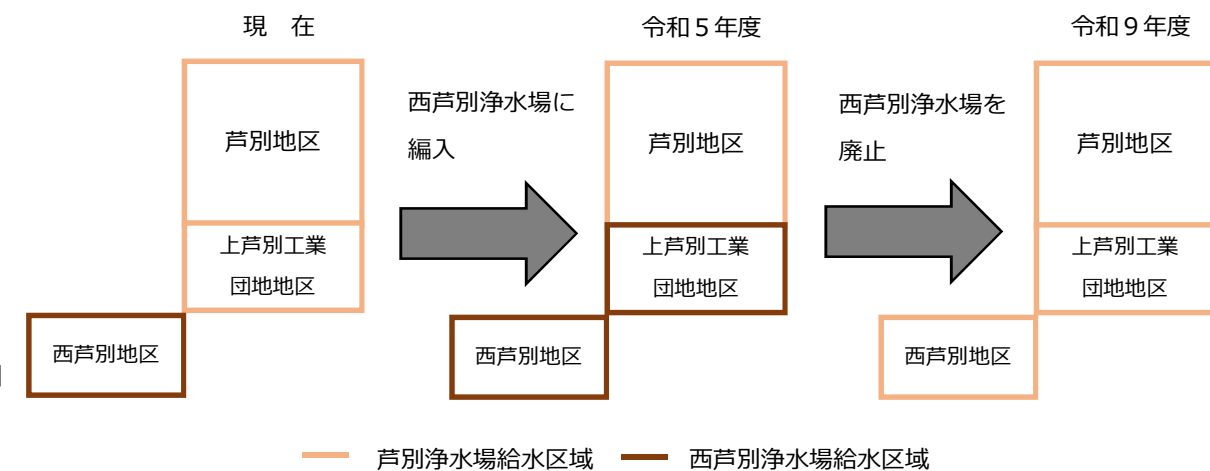 現　在
令和５年度
令和９年度
芦別地区
上芦別工業
団地地区
西芦別地区
西芦別浄水場に
編入
芦別地区
上芦別工業
団地地区
西芦別地区
西芦別浄水場を
廃止
芦別地区
上芦別工業
団地地区
西芦別地区
芦別浄水場給水区域
西芦別浄水場給水区域